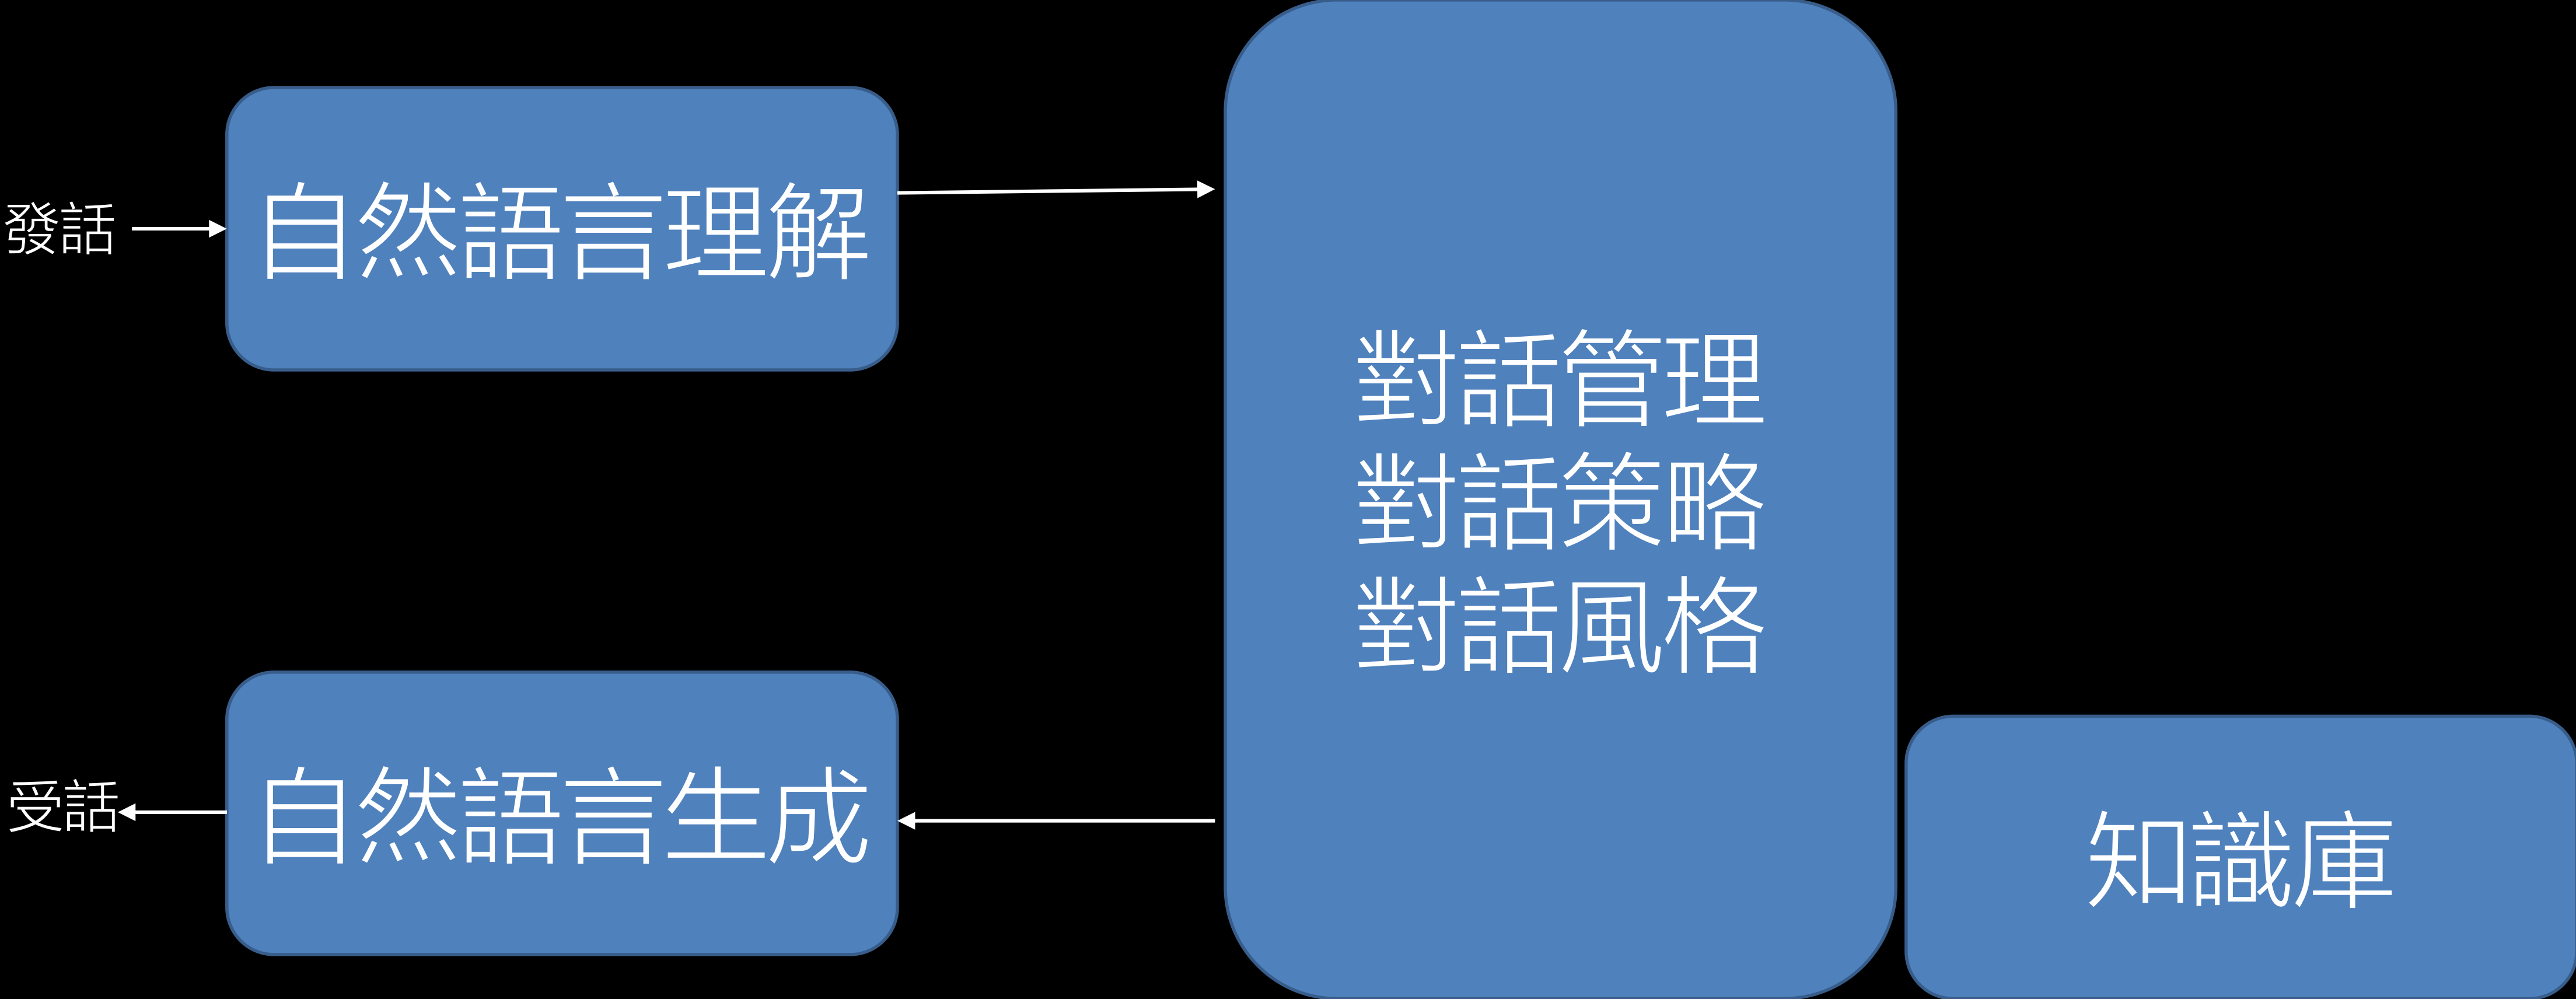 發話
自然語言理解
對話管理
對話策略
對話風格
受話
自然語言生成
知識庫